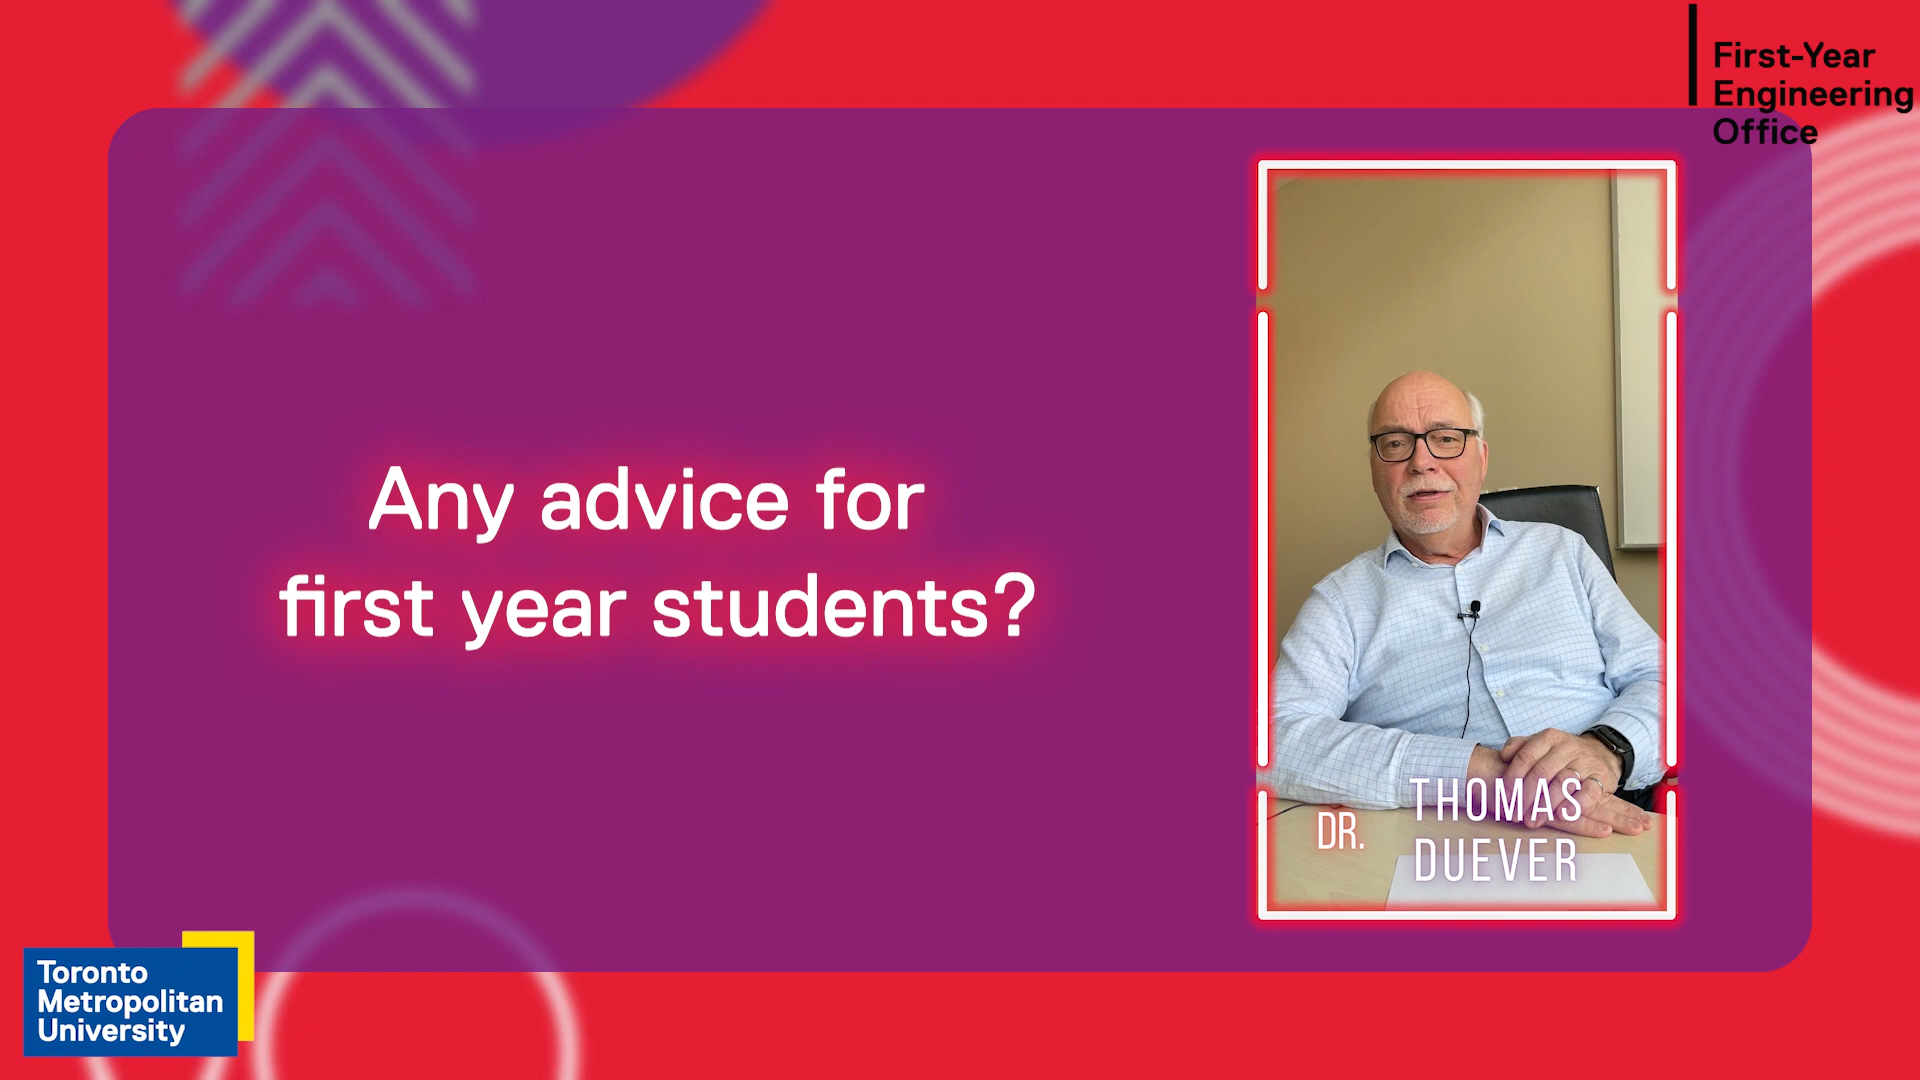 First-Year
Engineering
Office
Any advice for
first year students?
DR.
THOMAS
DUEVER
Toronto
Metropolitan
University